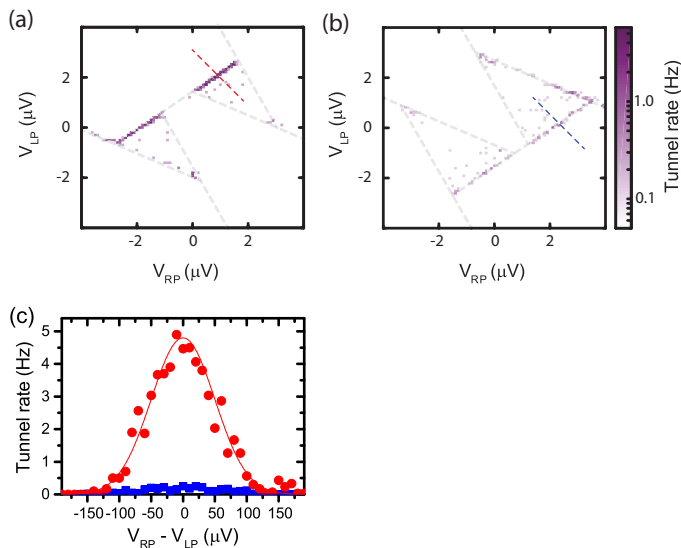 (a)
(b)
V_LP (μV)
2
0
-2
-2
0
2
V_RP (μV)
V_LP (μV)
2
0
-2
-2
0
2
4
V_RP (μV)
1.0
0.1
Tunnel rate (Hz)
(c)
Tunnel rate (Hz)
5
4
3
2
1
0
-150 -100 -50 0 50 100 150
V_RP - V_LP (μV)